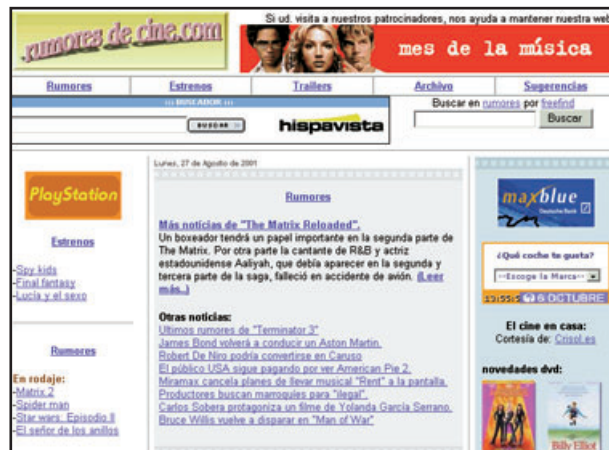 rumores de cine.com
Si ud. visita a nuestros patrocinadores, nos ayuda a mantener nuestra web
mes de la música
Rumores Estrenos Trailers Archivo Sugerencias
::: BUSCADOR :::
BUSCAR
hispavista
Buscar en rumores por freefind
Buscar
PlayStation
Estrenos
-Spy kids
-Final fantasy
-Lucía y el sexo
Rumores
En rodaje:
-Matrix 2
-Spider man
-Star wars: Episodio II
-El señor de los anillos
Lunes, 27 de Agosto de 2001
Rumores
Más noticias de "The Matrix Reloaded".
Un boxeador tendrá un papel importante en la segunda parte de
The Matrix. Por otra parte la cantante de R&B y actriz
estadounidense Aaliyah, que debía aparecer en la segunda y
tercera parte de la saga, falleció en accidente de avión. (Leer
más..)
Otras noticias:
Ultimos rumores de "Terminator 3"
James Bond volverá a conducir un Aston Martin.
Robert De Niro podría convertirse en Caruso
El público USA sigue pagando por ver American Pie 2.
Miramax cancela planes de llevar musical "Rent" a la pantalla.
Productores buscan marroquíes para "ilegal".
Carlos Sobera protagoniza un filme de Yolanda García Serrano.
Bruce Willis vuelve a disparar en "Man of War"
maxblue
Deutsche Bank
¿Qué coche te gusta?
--Escoge la Marca--
6 OCTUBRE
El cine en casa:
Cortesía de: Crisol.es
novedades dvd:
Billy Elliot